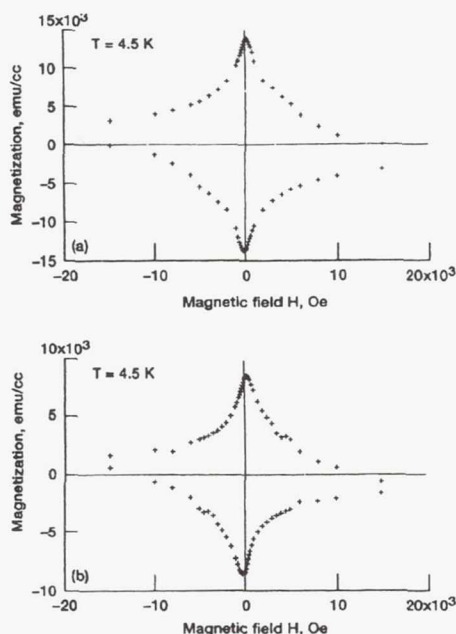 15x10³
T = 4.5 K
10
5
0
−5
−10
−15
Magnetization, emu/cc
(a)
−20
−10
0
10
20x10³
Magnetic field H, Oe
10x10³
T = 4.5 K
5
0
−5
−10
Magnetization, emu/cc
(b)
−20
−10
0
10
20x10³
Magnetic field H, Oe